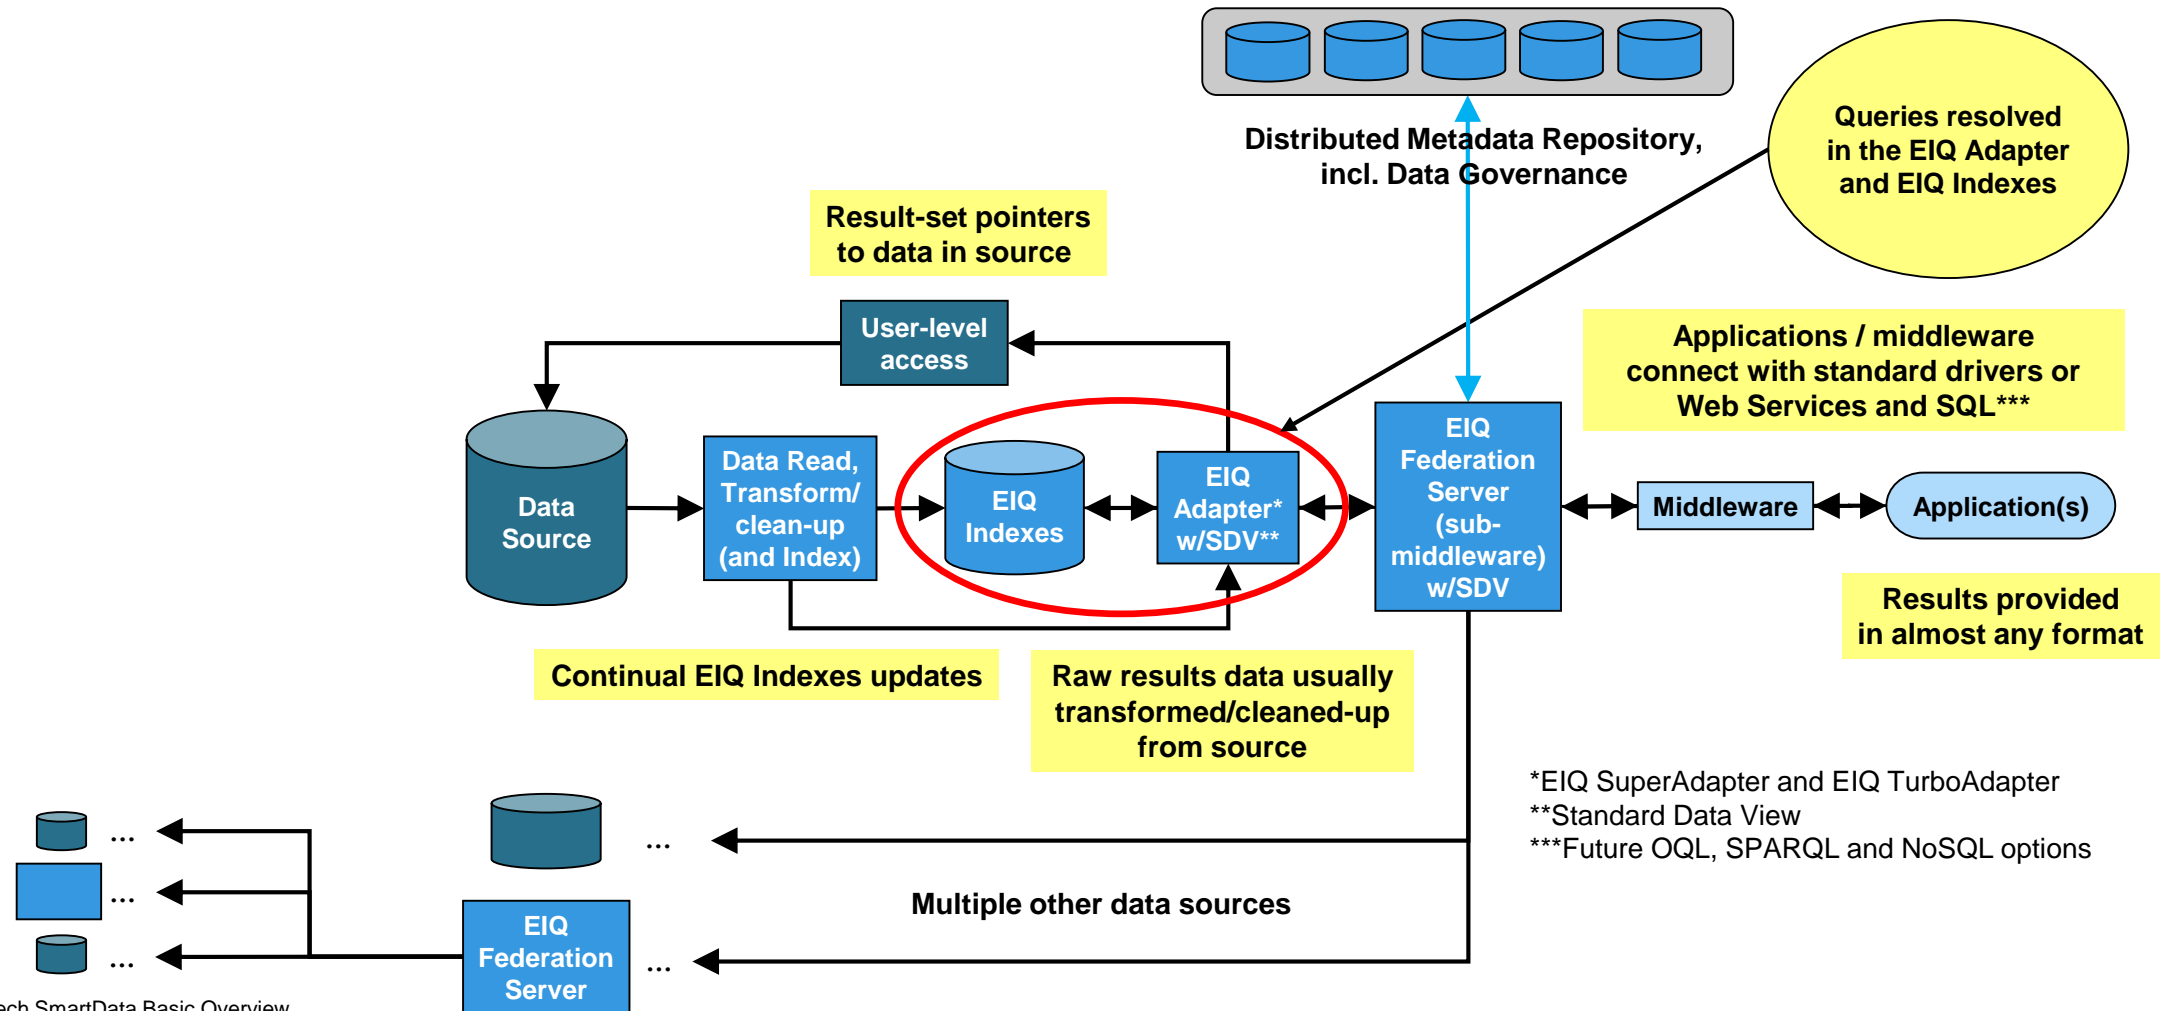 Distributed Metadata Repository,
incl. Data Governance
Queries resolved
in the EIQ Adapter
and EIQ Indexes
Result-set pointers
to data in source
User-level
access
Applications / middleware
connect with standard drivers or
Web Services and SQL***
Data
Source
Data Read,
Transform/
clean-up
(and Index)
EIQ
Indexes
EIQ
Adapter*
w/SDV**
EIQ
Federation
Server
(sub-
middleware)
w/SDV
Middleware
Application(s)
Results provided
in almost any format
Continual EIQ Indexes updates
Raw results data usually
transformed/cleaned-up
from source
*EIQ SuperAdapter and EIQ TurboAdapter
**Standard Data View
***Future OQL, SPARQL and NoSQL options
...
...
...
...
Multiple other data sources
EIQ
Federation
Server
...
SmartData Basic Overview